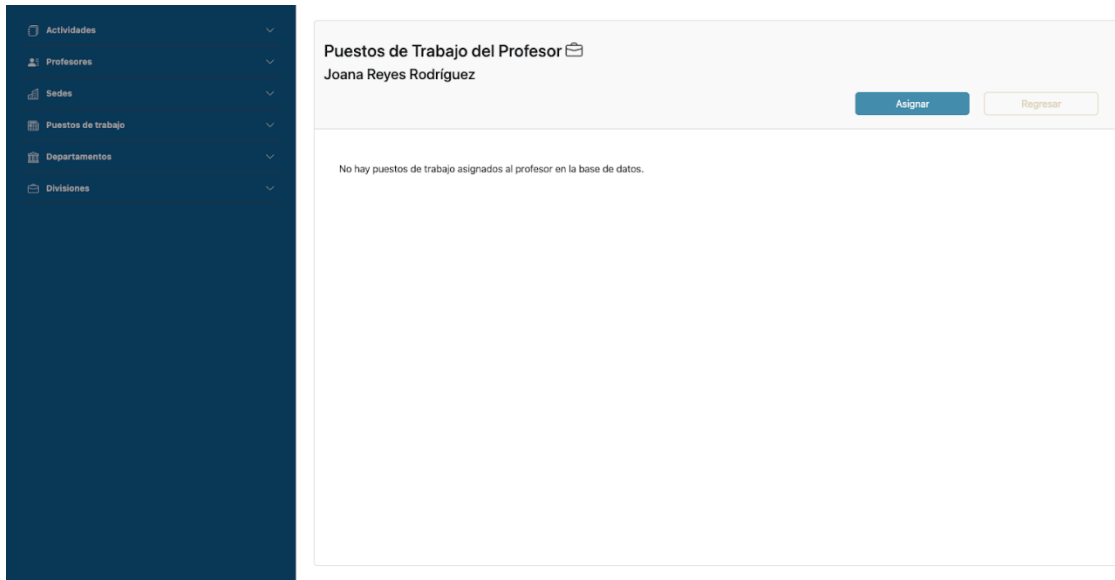 Actividades
Profesores
Sedes
Puestos de trabajo
Departamentos
Divisiones
Puestos de Trabajo del Profesor
Joana Reyes Rodríguez
Asignar
Regresar
No hay puestos de trabajo asignados al profesor en la base de datos.